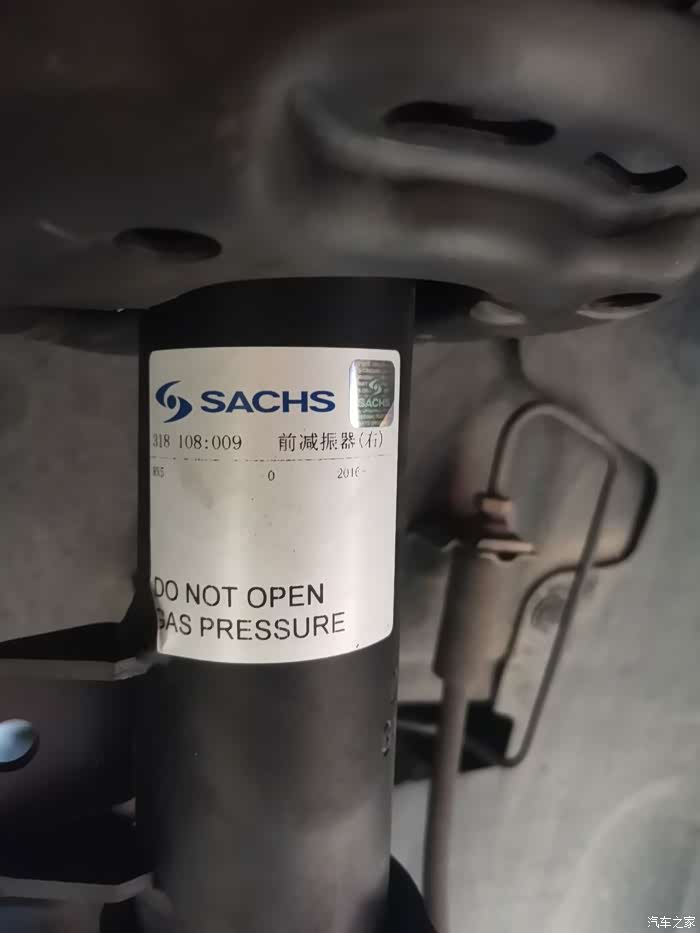 SACHS
SACHS
318 108:009 前减振器(右)
0 2016-
DO NOT OPEN
GAS PRESSURE
汽车之家